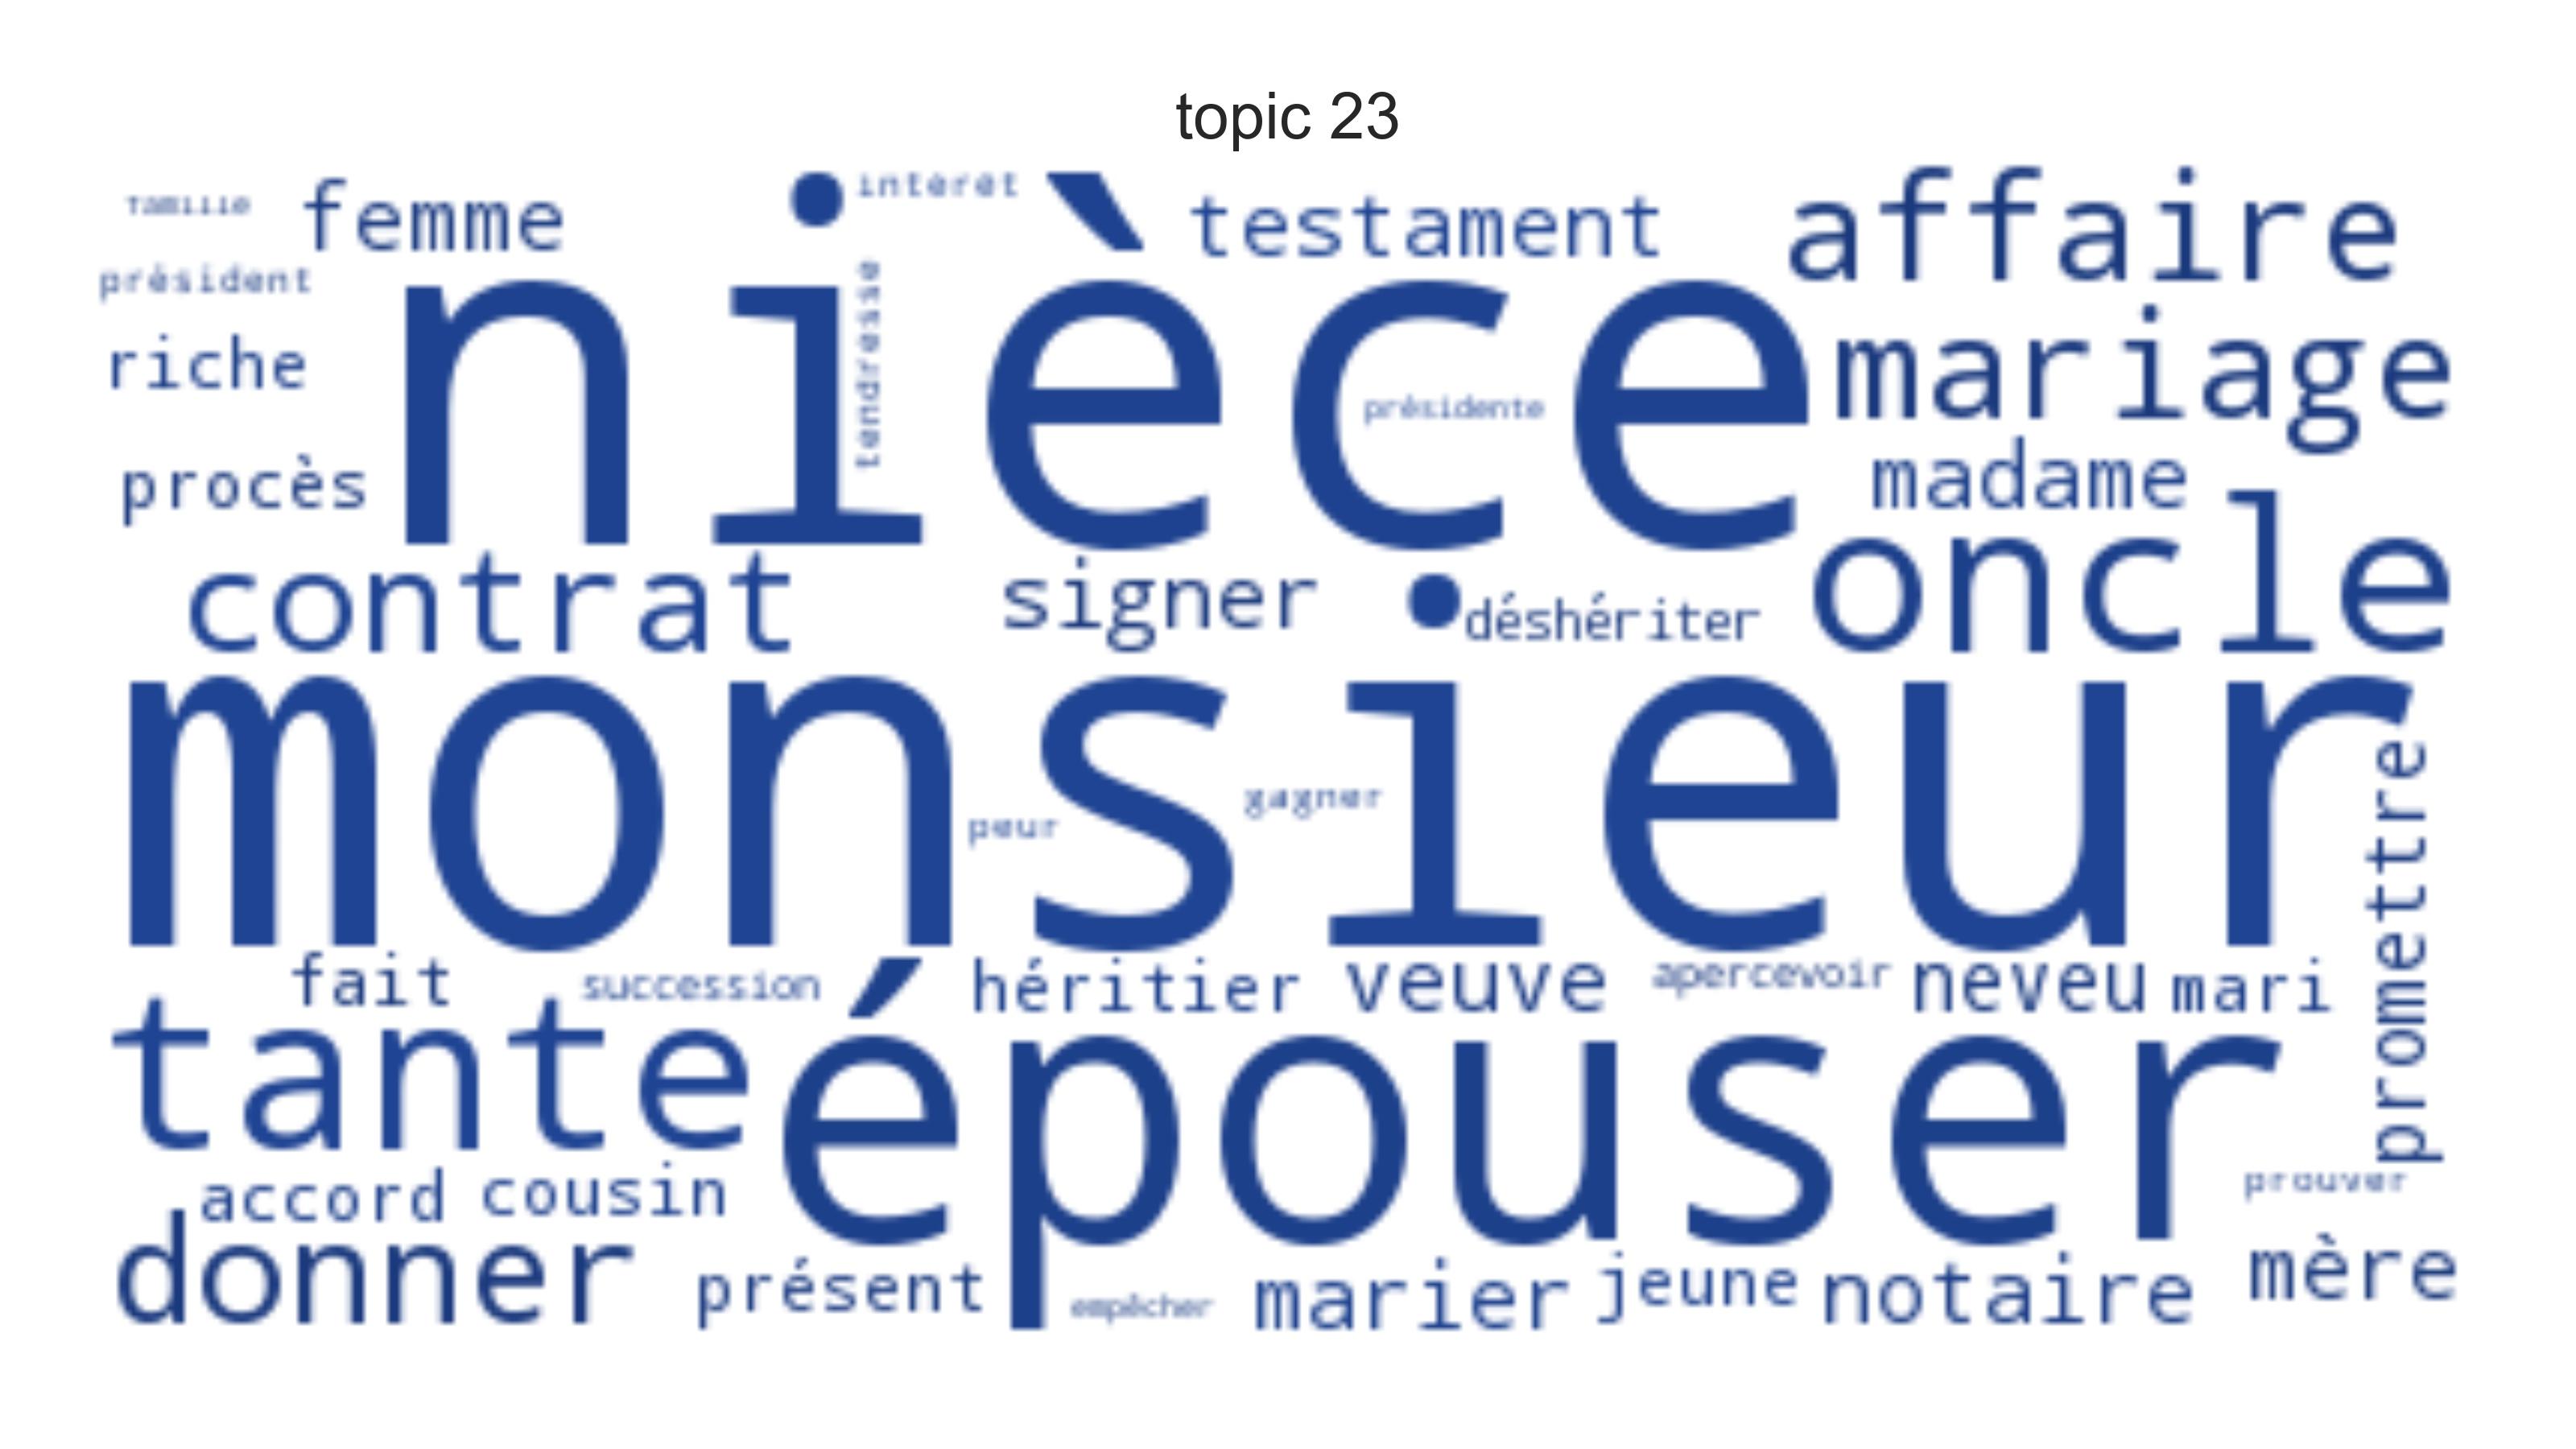 topic 23
famille
femme
intérêt
testament
affaire
président
tendresse
nièce
riche
présidente
mariage
procès
madame
contrat
signer
déshériter
oncle
monsieur
peur
gagner
promettre
fait
succession
héritier
veuve
apercevoir
neveu
mari
tante
épouser
accord
cousin
prouver
donner
présent
empêcher
marier
jeune
notaire
mère